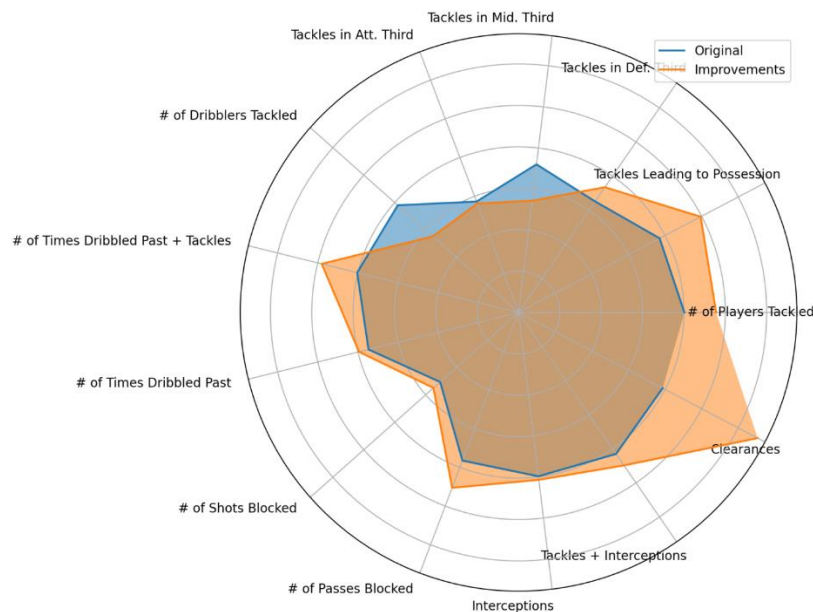 Tackles in Mid. Third
Tackles in Att. Third
Original
Improvements
Tackles in Def. Third
# of Dribblers Tackled
Tackles Leading to Possession
# of Times Dribbled Past + Tackles
# of Players Tackled
# of Times Dribbled Past
Clearances
# of Shots Blocked
Tackles + Interceptions
# of Passes Blocked
Interceptions